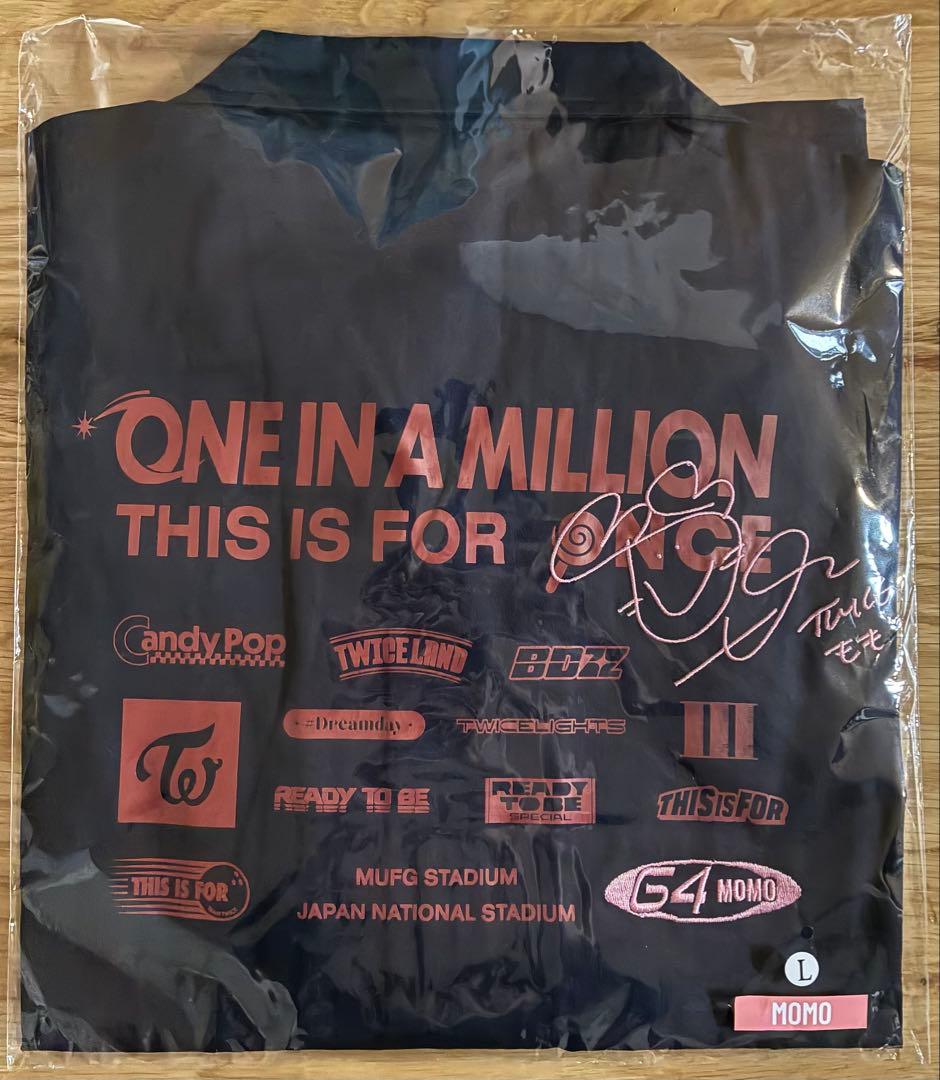 ONE IN A MILLION
THIS IS FOR ONCE
Candy Pop
TWICELAND
BDZ
#Dreamday
TWICELIGHTS
III
READY TO BE
READY
TO BE
SPECIAL
THIS IS FOR
THIS IS FOR
MUFG STADIUM
JAPAN NATIONAL STADIUM
64 MOMO
TWICE
モモ
L
MOMO